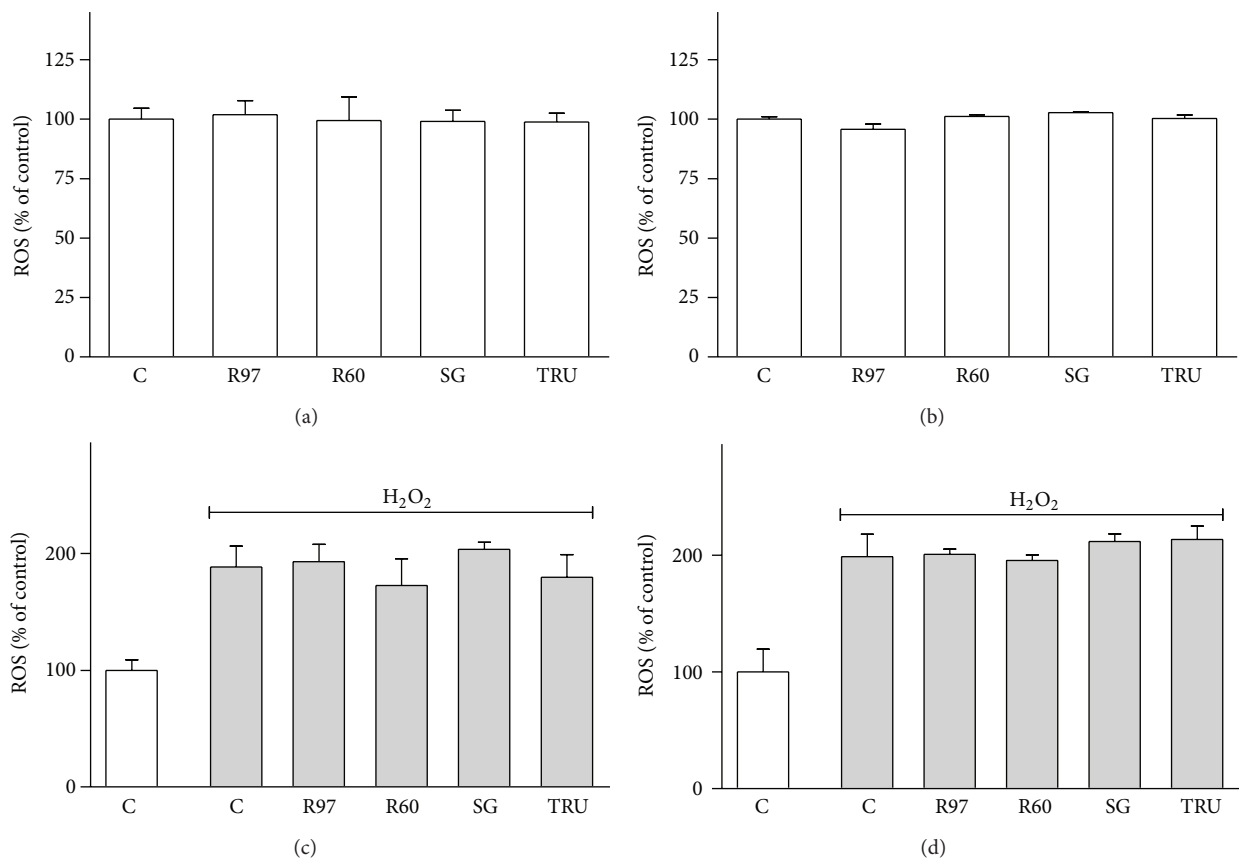 ROS (% of control)
125
100
75
50
25
0
C R97 R60 SG TRU
(a)
ROS (% of control)
125
100
75
50
25
0
C R97 R60 SG TRU
(b)
ROS (% of control)
200
100
0
H₂O₂
C C R97 R60 SG TRU
(c)
ROS (% of control)
200
100
0
H₂O₂
C C R97 R60 SG TRU
(d)